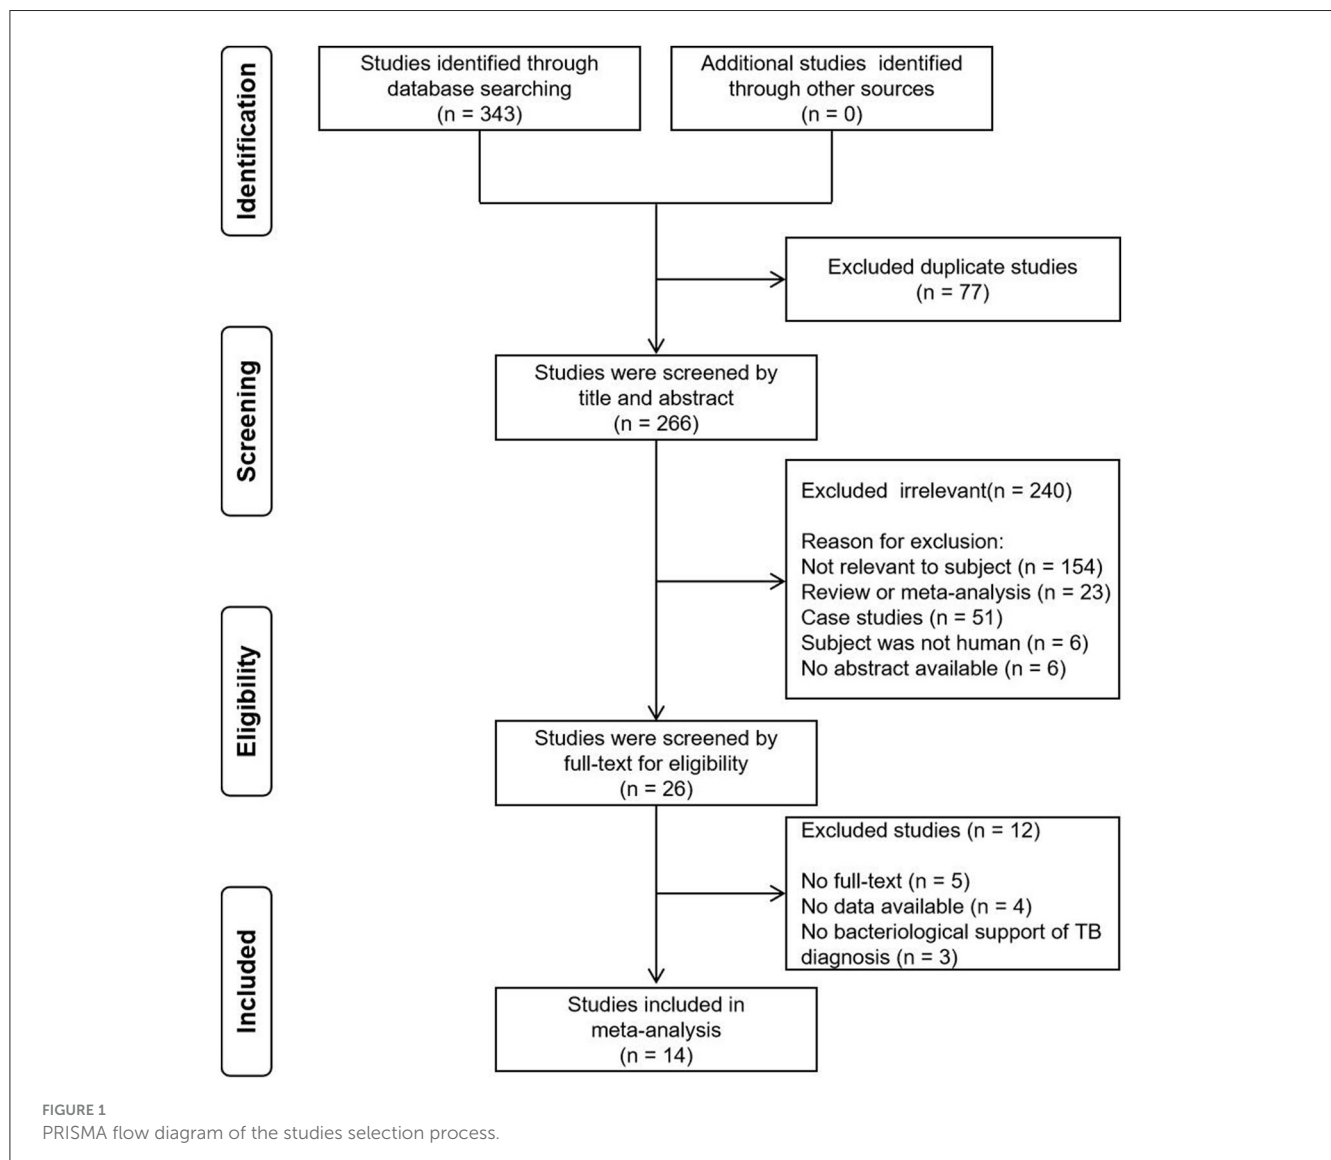 Identification
Studies identified through
database searching
(n = 343)
Additional studies identified
through other sources
(n = 0)
Excluded duplicate studies
(n = 77)
Screening
Studies were screened by
title and abstract
(n = 266)
Excluded irrelevant(n = 240)
Reason for exclusion:
Not relevant to subject (n = 154)
Review or meta-analysis (n = 23)
Case studies (n = 51)
Subject was not human (n = 6)
No abstract available (n = 6)
Eligibility
Studies were screened by
full-text for eligibility
(n = 26)
Excluded studies (n = 12)
No full-text (n = 5)
No data available (n = 4)
No bacteriological support of TB
diagnosis (n = 3)
Included
Studies included in
meta-analysis
(n = 14)
FIGURE 1
PRISMA flow diagram of the studies selection process.